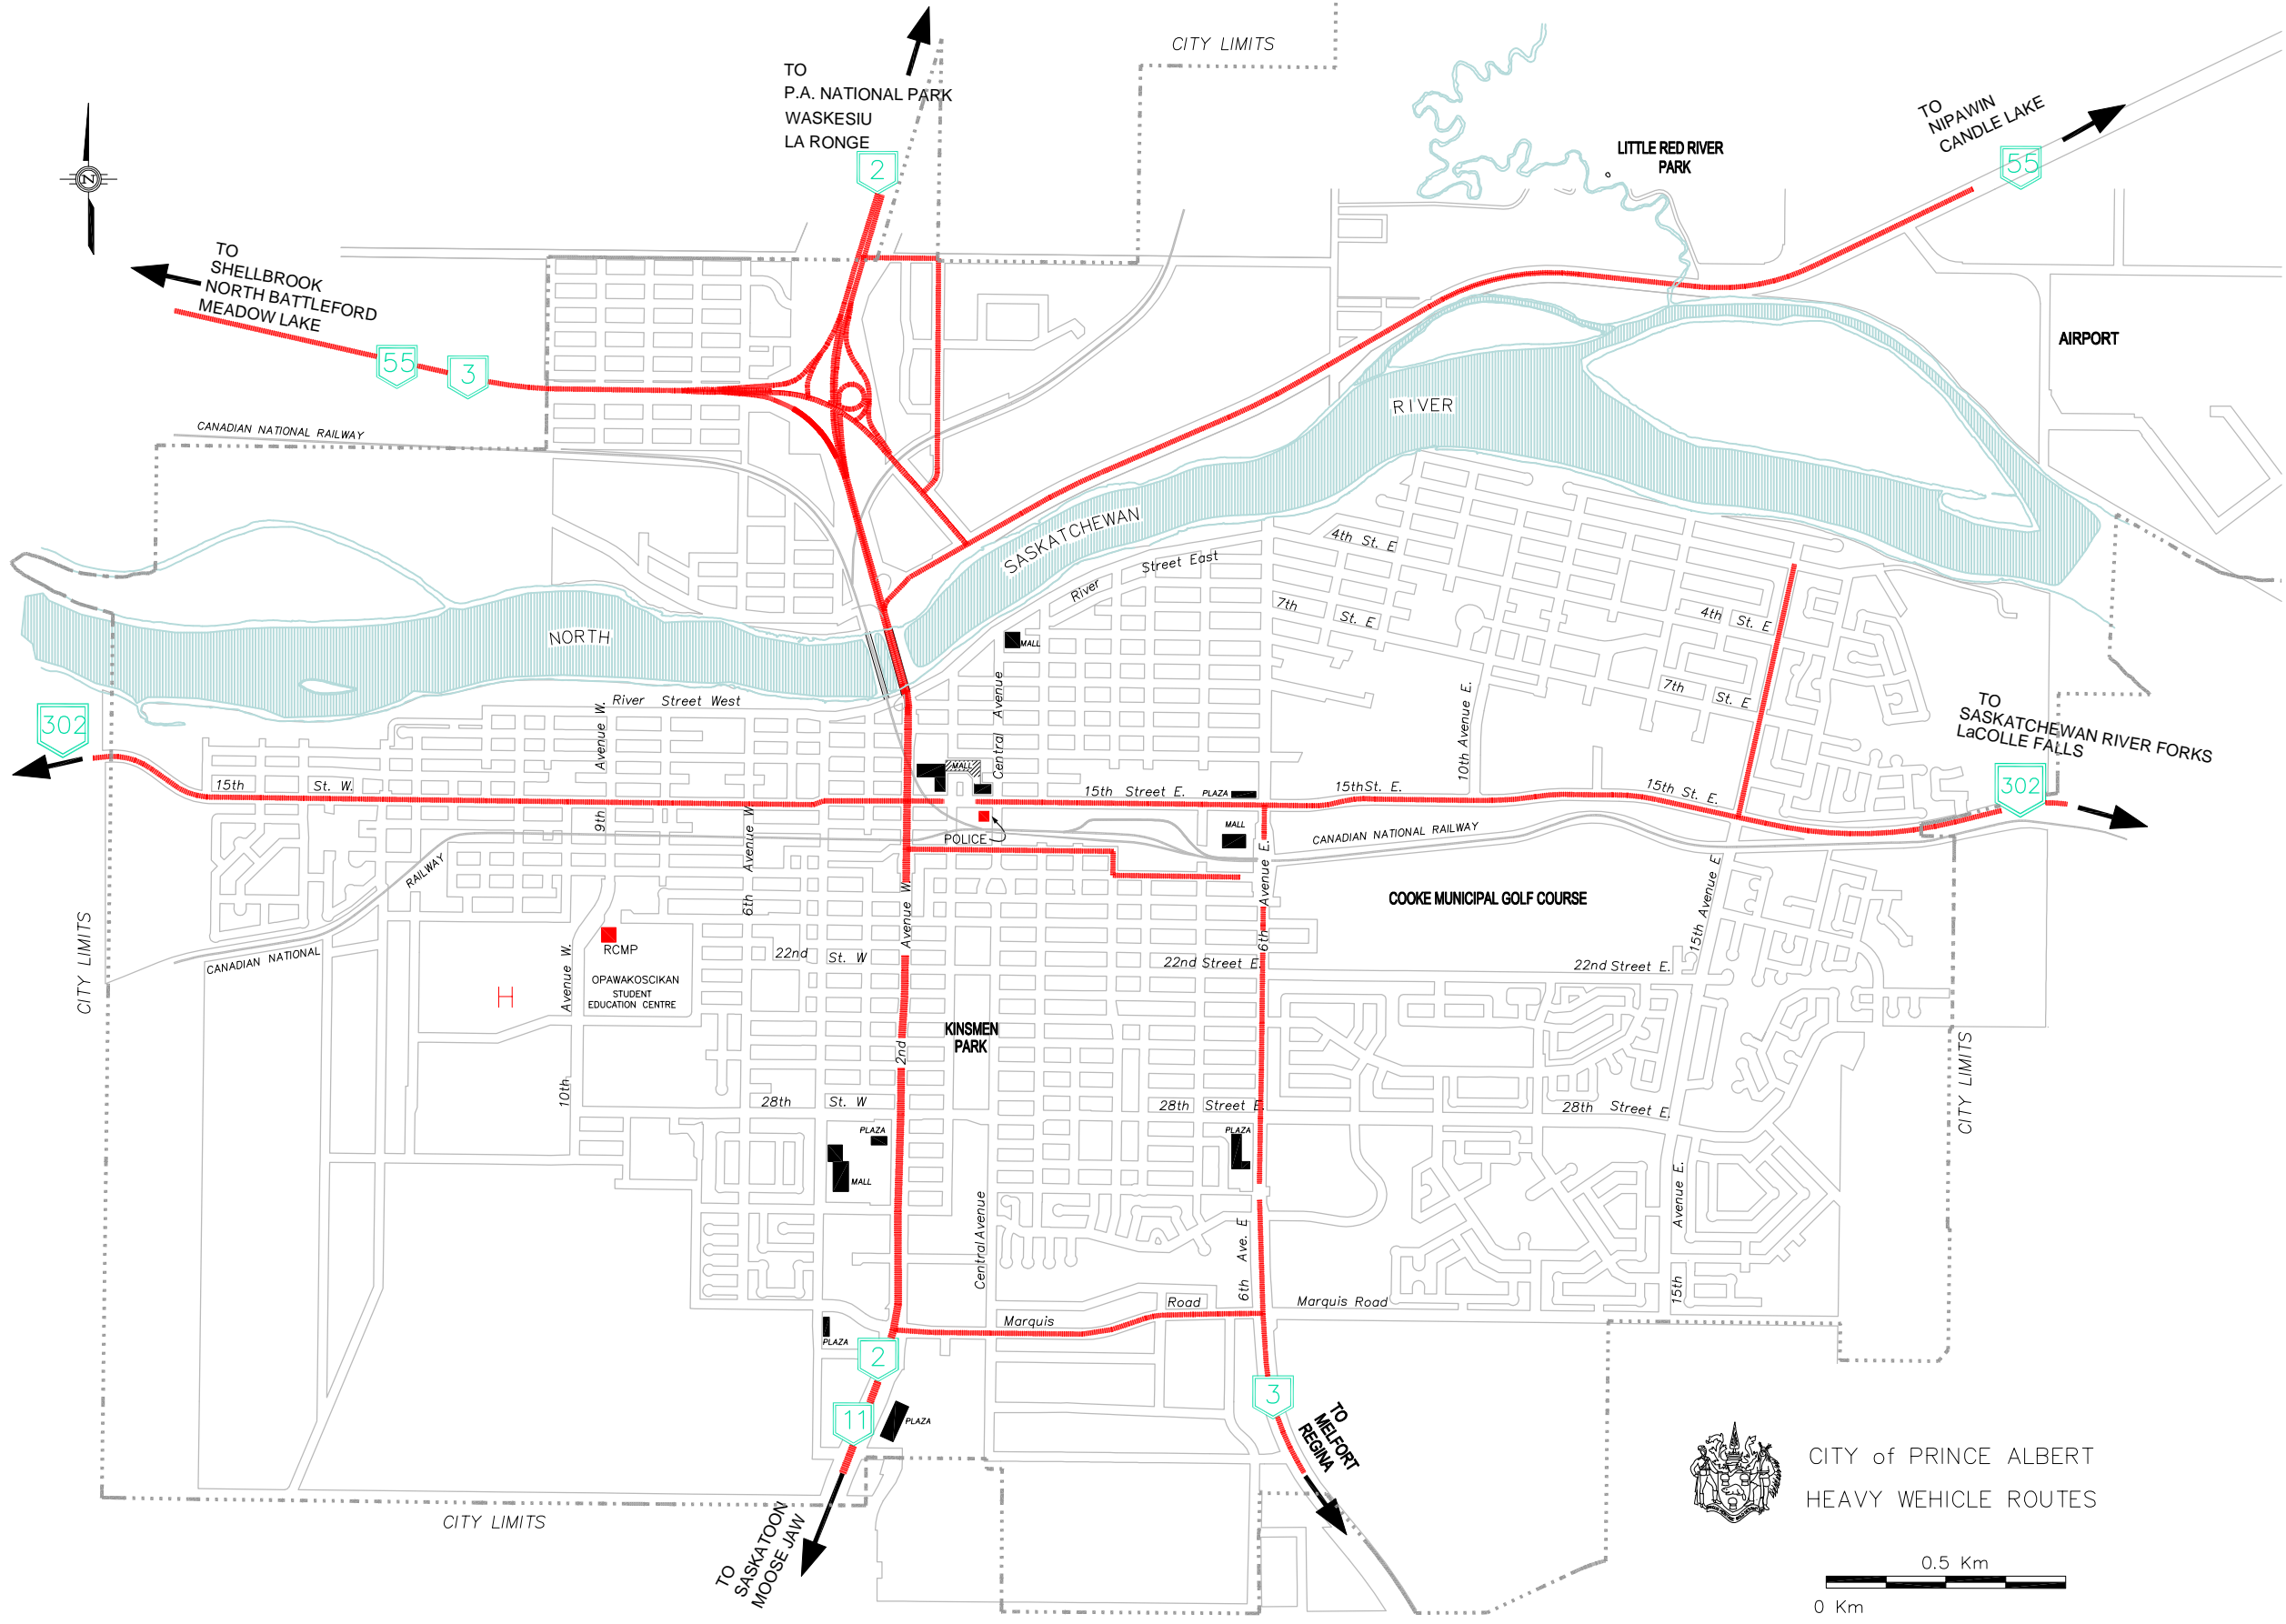 CITY LIMITS
TO
P.A. NATIONAL PARK
WASKESIU
LA RONGE
2
TO
NIPAWIN
CANDLE LAKE
55
LITTLE RED RIVER
PARK
N
TO
SHELLBROOK
NORTH BATTLEFORD
MEADOW LAKE
55
3
AIRPORT
CANADIAN NATIONAL RAILWAY
RIVER
SASKATCHEWAN
NORTH
4th St. E
River Street East
7th St. E
4th St. E
7th St. E
MALL
River Street West
302
Avenue W.
9th
Central Avenue
10th Avenue E.
TO
SASKATCHEWAN RIVER FORKS
LaCOLLE FALLS
302
15th St. W.
MALL
15th Street E.
PLAZA
15thSt. E.
15th St. E.
6th Avenue W.
POLICE
MALL
CANADIAN NATIONAL RAILWAY
RAILWAY
CANADIAN NATIONAL
COOKE MUNICIPAL GOLF COURSE
6th Avenue E.
15th Avenue E
2nd Avenue W.
RCMP
OPAWAKOSCIKAN
STUDENT
EDUCATION CENTRE
H
10th Avenue W.
22nd St. W
22nd Street E.
22nd Street E.
CITY LIMITS
KINSMEN
PARK
CITY LIMITS
28th St. W
28th Street E.
28th Street E.
PLAZA
MALL
PLAZA
Central Avenue
6th Ave. E
15th Avenue E.
Marquis Road
Marquis Road
PLAZA
2
11
PLAZA
3
TO
MELFORT
REGINA
TO
SASKATOON
MOOSE JAW
CITY LIMITS
CITY of PRINCE ALBERT
HEAVY WEHICLE ROUTES
0.5 Km
0 Km